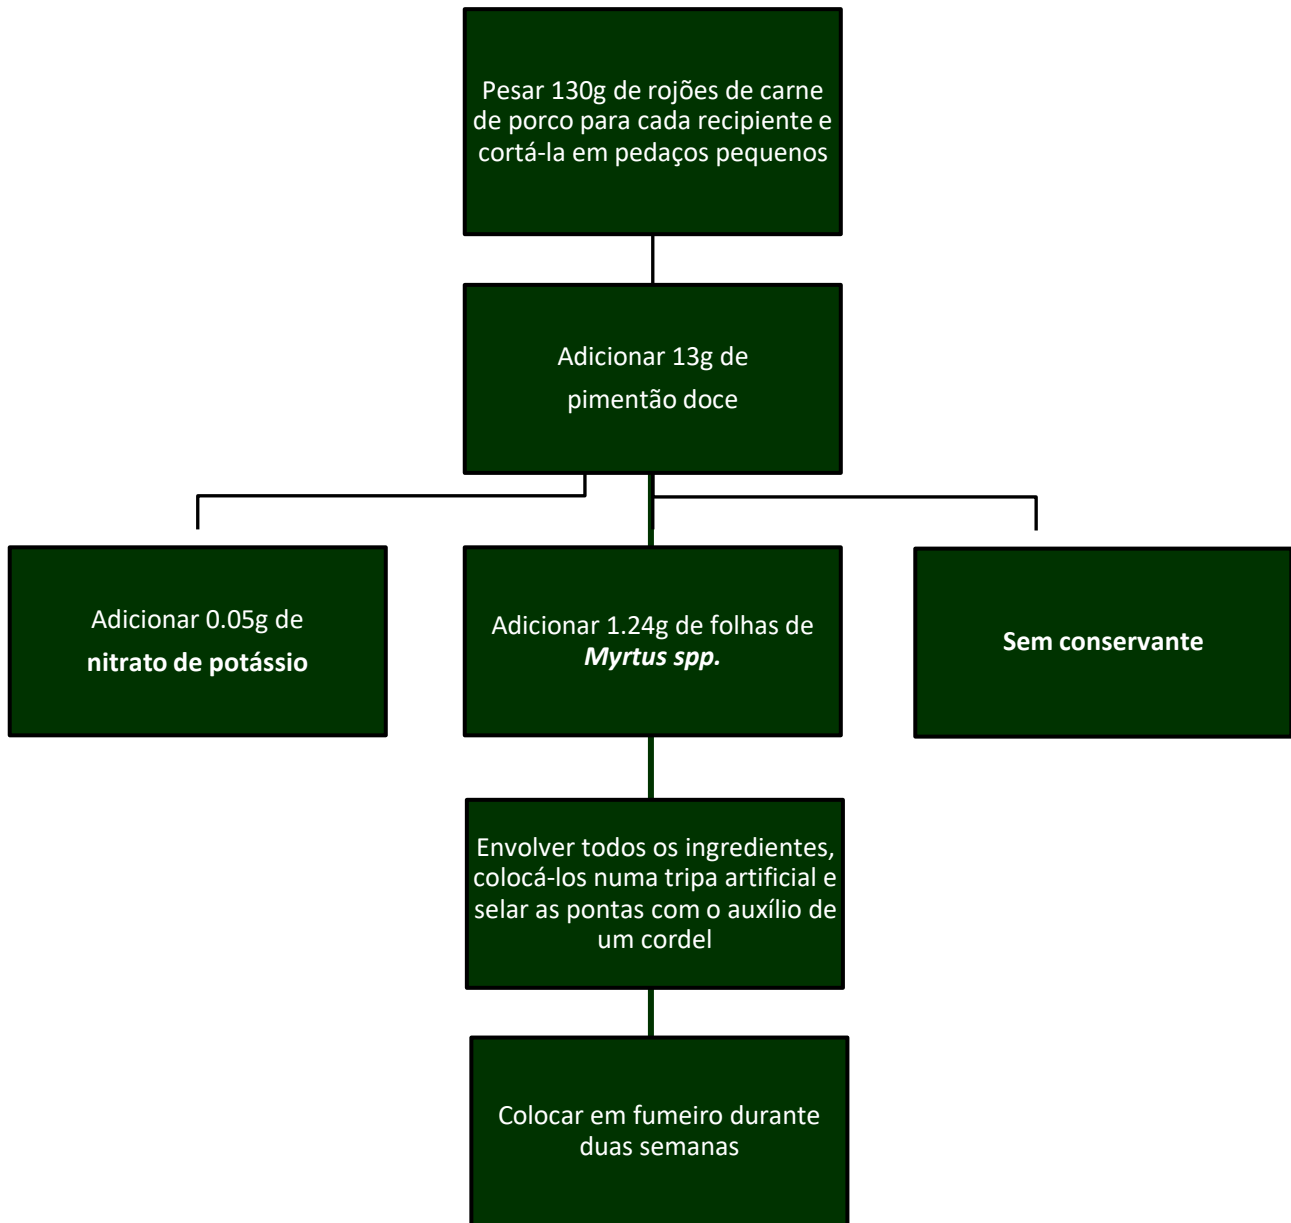 Pesar 130g de rojões de carne
de porco para cada recipiente e
cortá-la em pedaços pequenos
Adicionar 13g de
pimentão doce
Adicionar 0.05g de
nitrato de potássio
Adicionar 1.24g de folhas de
Myrtus spp.
Sem conservante
Envolver todos os ingredientes,
colocá-los numa tripa artificial e
selar as pontas com o auxílio de
um cordel
Colocar em fumeiro durante
duas semanas